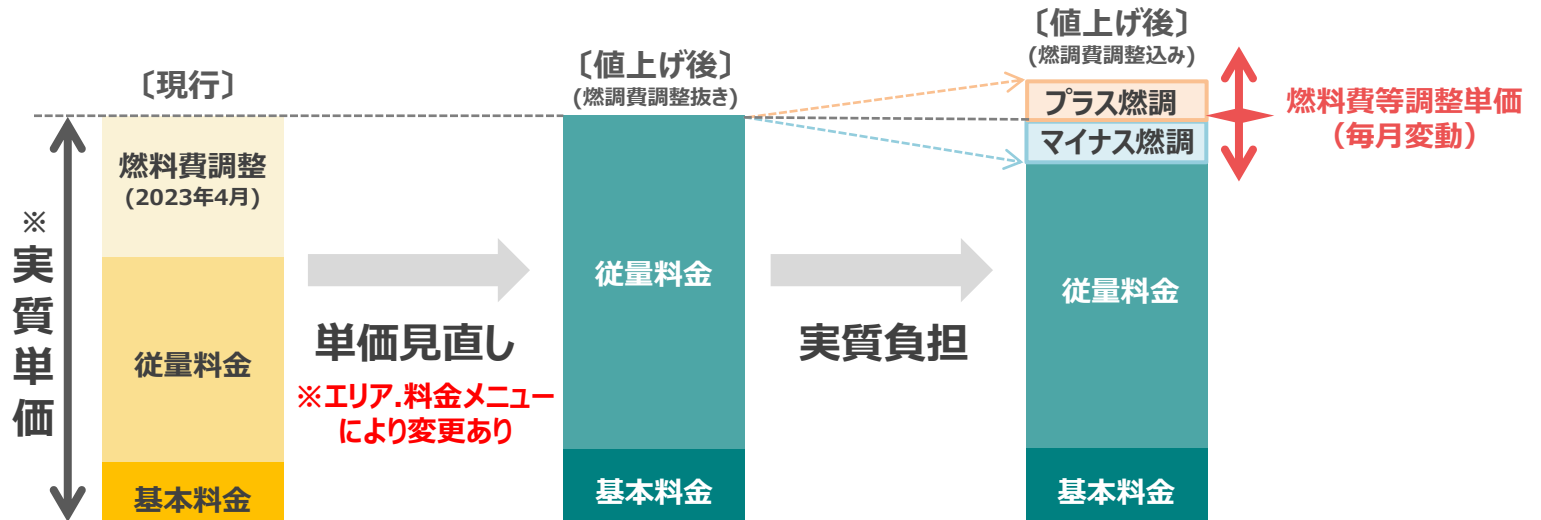 〔現行〕
燃料費調整
(2023年4月)
従量料金
基本料金
※
実質単価
単価見直し
※エリア.料金メニュー
により変更あり
〔値上げ後〕
(燃調費調整抜き)
従量料金
基本料金
実質負担
〔値上げ後〕
(燃調費調整込み)
プラス燃調
マイナス燃調
従量料金
基本料金
燃料費等調整単価
(毎月変動)